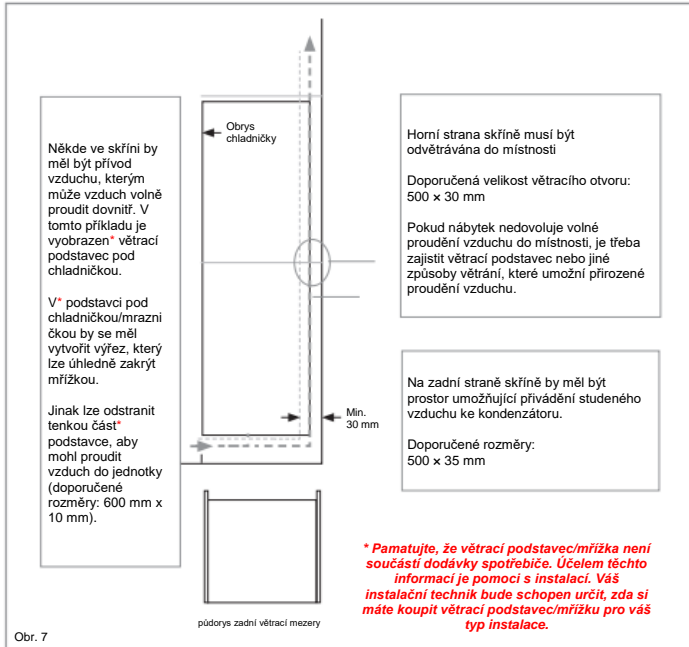 Někde ve skříni by
měl být přívod
vzduchu, kterým
může vzduch volně
proudit dovnitř. V
tomto příkladu je
vyobrazen* větrací
podstavec pod
chladničkou.
V* podstavci pod
chladničkou/mrazni
čkou by se měl
vytvořit výřez, který
lze úhledně zakrýt
mřížkou.
Jinak lze odstranit
tenkou část*
podstavce, aby
mohl proudit
vzduch do jednotky
(doporučené
rozměry: 600 mm x
10 mm).
Obrys
chladničky
Min.
30 mm
Horní strana skříně musí být
odvětrávána do místnosti
Doporučená velikost větracího otvoru:
500 × 30 mm
Pokud nábytek nedovoluje volné
proudění vzduchu do místnosti, je třeba
zajistit větrací podstavec nebo jiné
způsoby větrání, které umožní přirozené
proudění vzduchu.
Na zadní straně skříně by měl být
prostor umožňující přivádění studeného
vzduchu ke kondenzátoru.
Doporučené rozměry:
500 × 35 mm
* Pamatujte, že větrací podstavec/mřížka není
součástí dodávky spotřebiče. Účelem těchto
informací je pomoci s instalací. Váš
instalační technik bude schopen určit, zda si
máte koupit větrací podstavec/mřížku pro váš
typ instalace.
půdorys zadní větrací mezery
Obr. 7